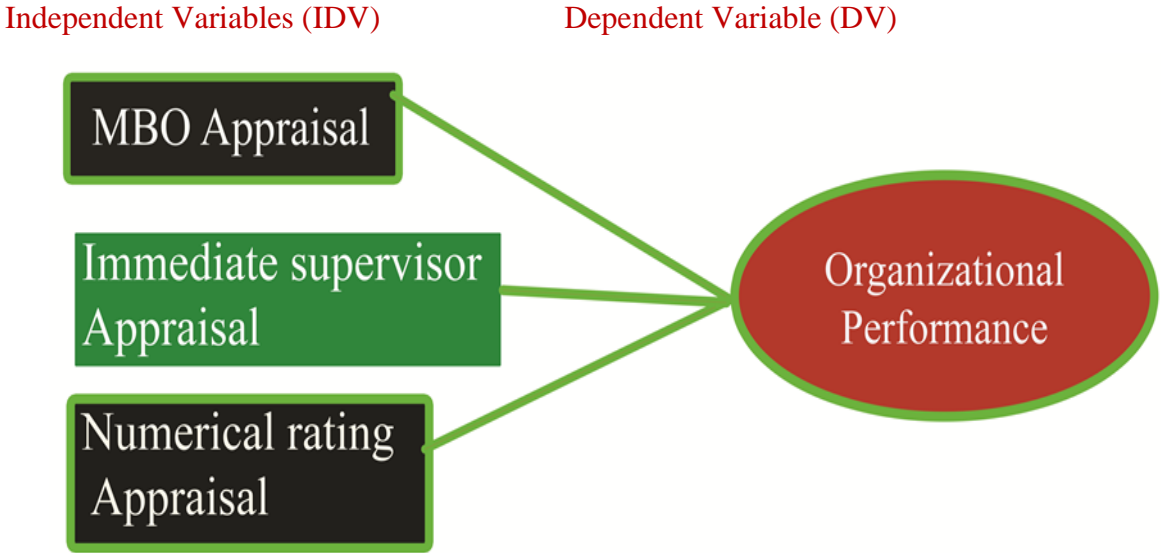 Independent Variables (IDV)
Dependent Variable (DV)
MBO Appraisal
Immediate supervisor
Appraisal
Numerical rating
Appraisal
Organizational
Performance